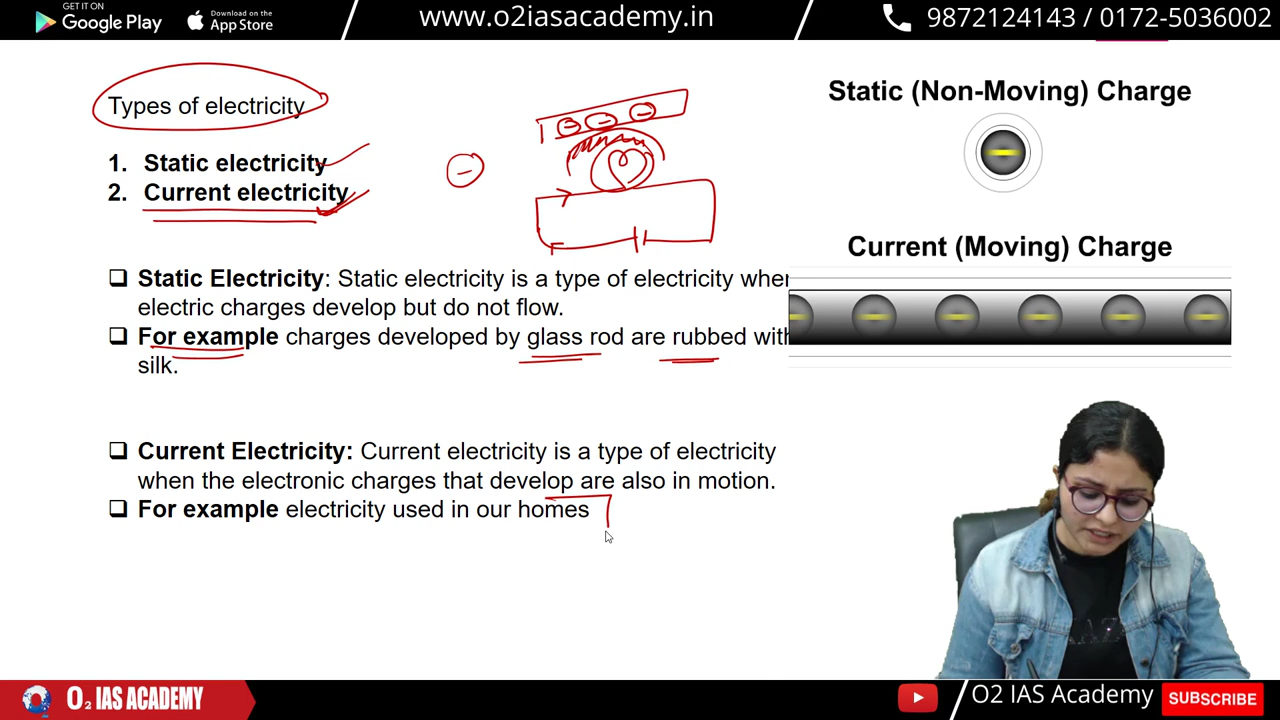 GET IT ON
Google Play
Download on the
App Store
www.o2iasacademy.in
9872124143 / 0172-5036002
Types of electricity
1. Static electricity
2. Current electricity
Static (Non-Moving) Charge
Current (Moving) Charge
❑ Static Electricity: Static electricity is a type of electricity when
electric charges develop but do not flow.
❑ For example charges developed by glass rod are rubbed with
silk.
❑ Current Electricity: Current electricity is a type of electricity
when the electronic charges that develop are also in motion.
❑ For example electricity used in our homes
O2 IAS ACADEMY
O2 IAS Academy
SUBSCRIBE